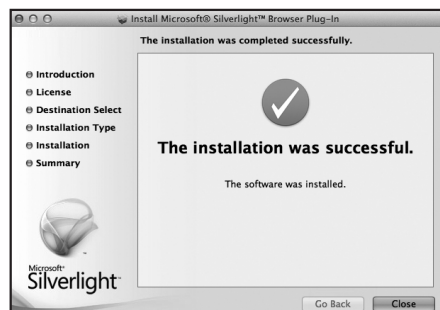 Install Microsoft® Silverlight™ Browser Plug-In
The installation was completed successfully.
Introduction
License
Destination Select
Installation Type
Installation
Summary
The installation was successful.
The software was installed.
Microsoft®
Silverlight™
Go Back
Close